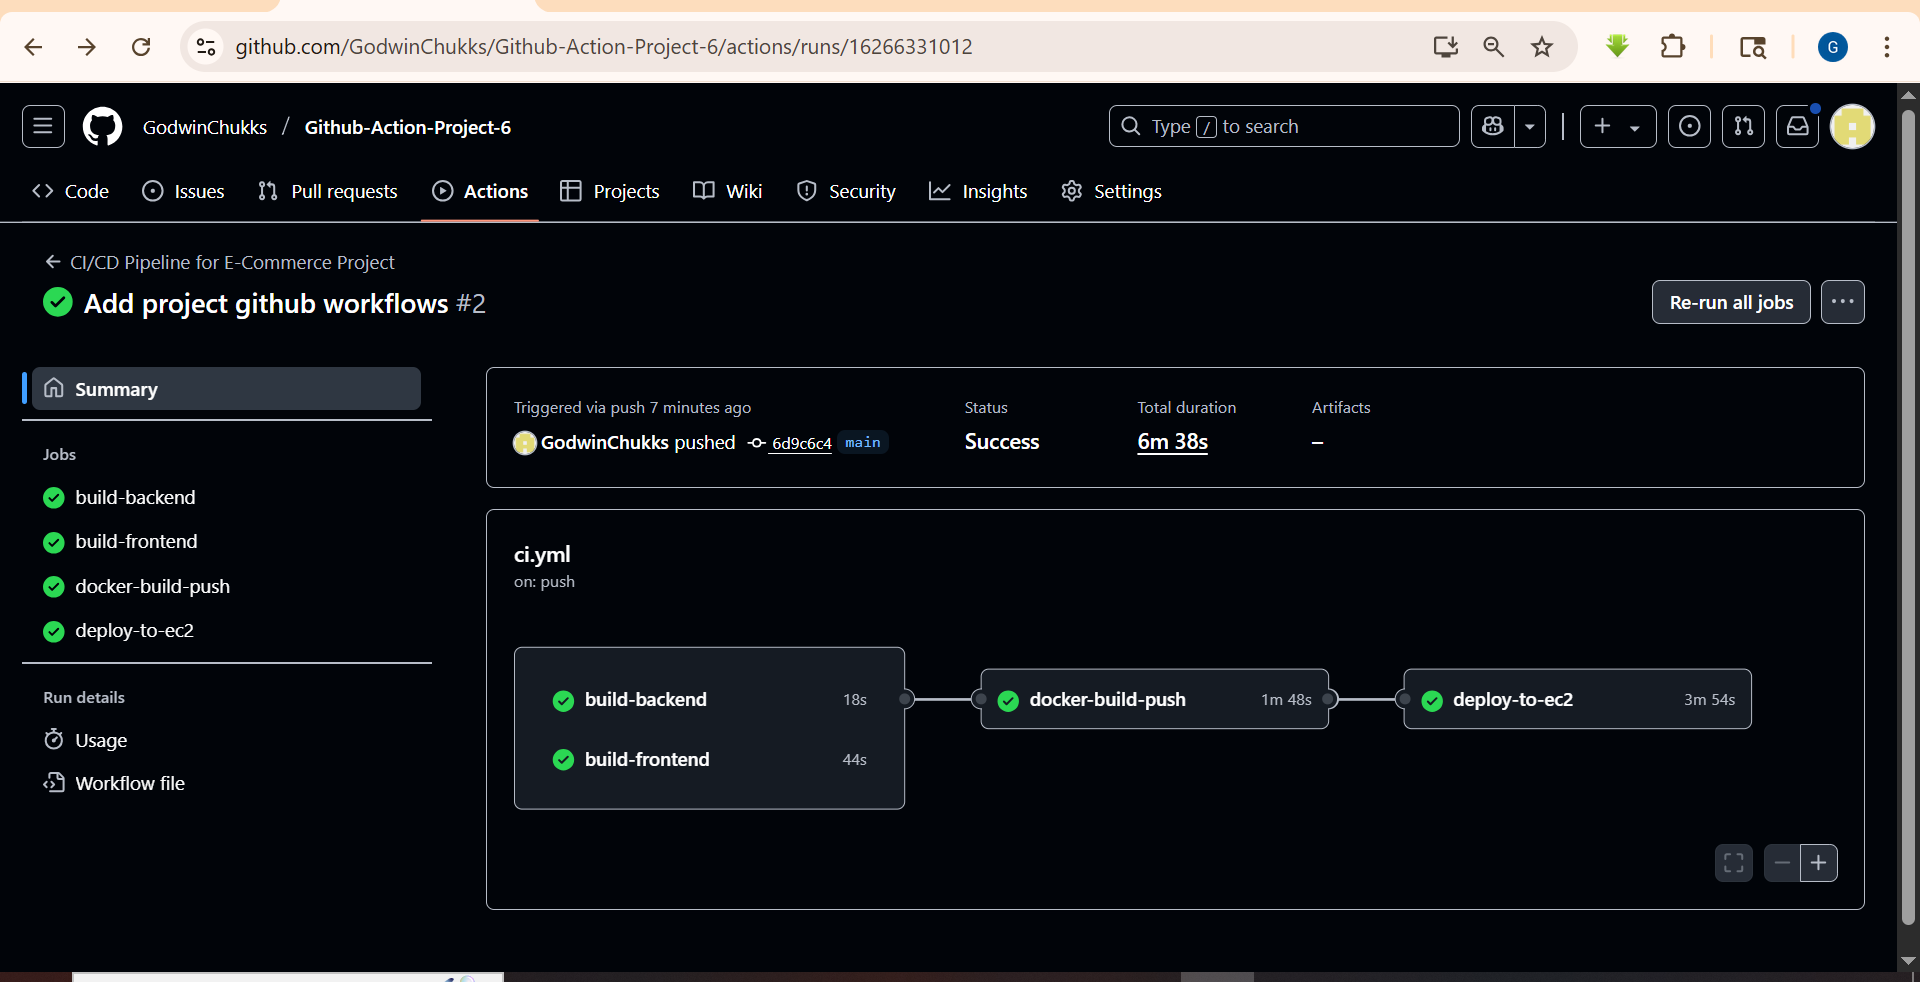 github.com/GodwinChukks/Github-Action-Project-6/actions/runs/16266331012
G
GodwinChukks / Github-Action-Project-6
Type / to search
Code Issues Pull requests Actions Projects Wiki Security Insights Settings
CI/CD Pipeline for E-Commerce Project
Add project github workflows #2
Re-run all jobs
Summary
Jobs
build-backend
build-frontend
docker-build-push
deploy-to-ec2
Run details
Usage
Workflow file
Triggered via push 7 minutes ago
GodwinChukks pushed 6d9c6c4 main
Status
Success
Total duration
6m 38s
Artifacts
–
ci.yml
on: push
build-backend 18s
build-frontend 44s
docker-build-push 1m 48s
deploy-to-ec2 3m 54s